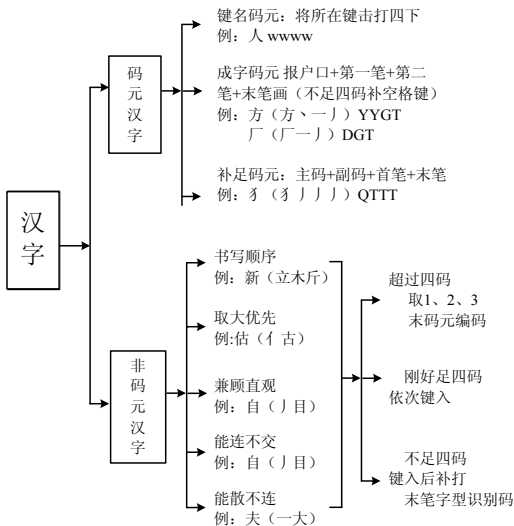 汉字
码元汉字
键名码元：将所在键击打四下
例：人 wwww
成字码元 报户口+第一笔+第二
笔+末笔画（不足四码补空格键）
例：方（方丶一丿）YYGT
厂（厂一丿）DGT
补足码元：主码+副码+首笔+末笔
例：犭（犭丿丿丿）QTTT
非码元汉字
书写顺序
例：新（立木斤）
取大优先
例:估（亻古）
兼顾直观
例：自（丿目）
能连不交
例：自（丿目）
能散不连
例：夫（一大）
超过四码
取1、2、3
末码元编码
刚好足四码
依次键入
不足四码
键入后补打
末笔字型识别码